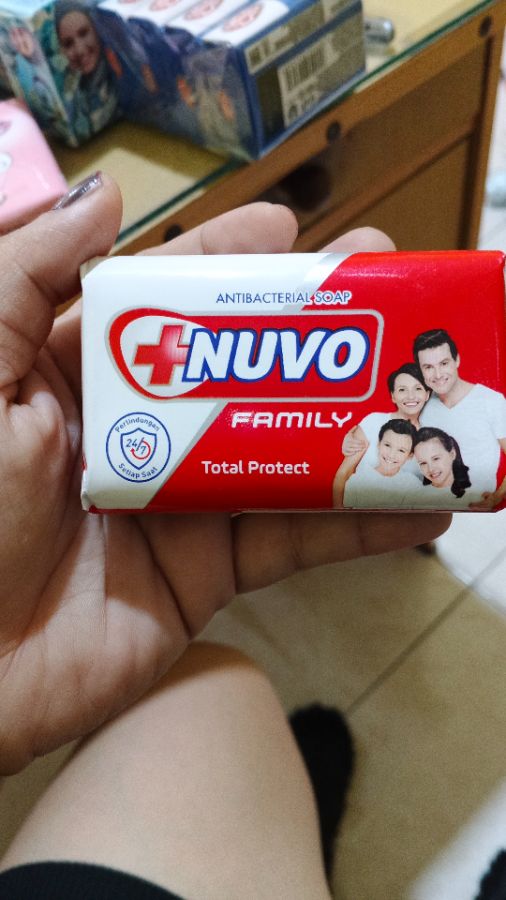 ANTIBACTERIAL SOAP
NUVO
FAMILY
Perlindungan
24/7
Setiap Saat
Total Protect